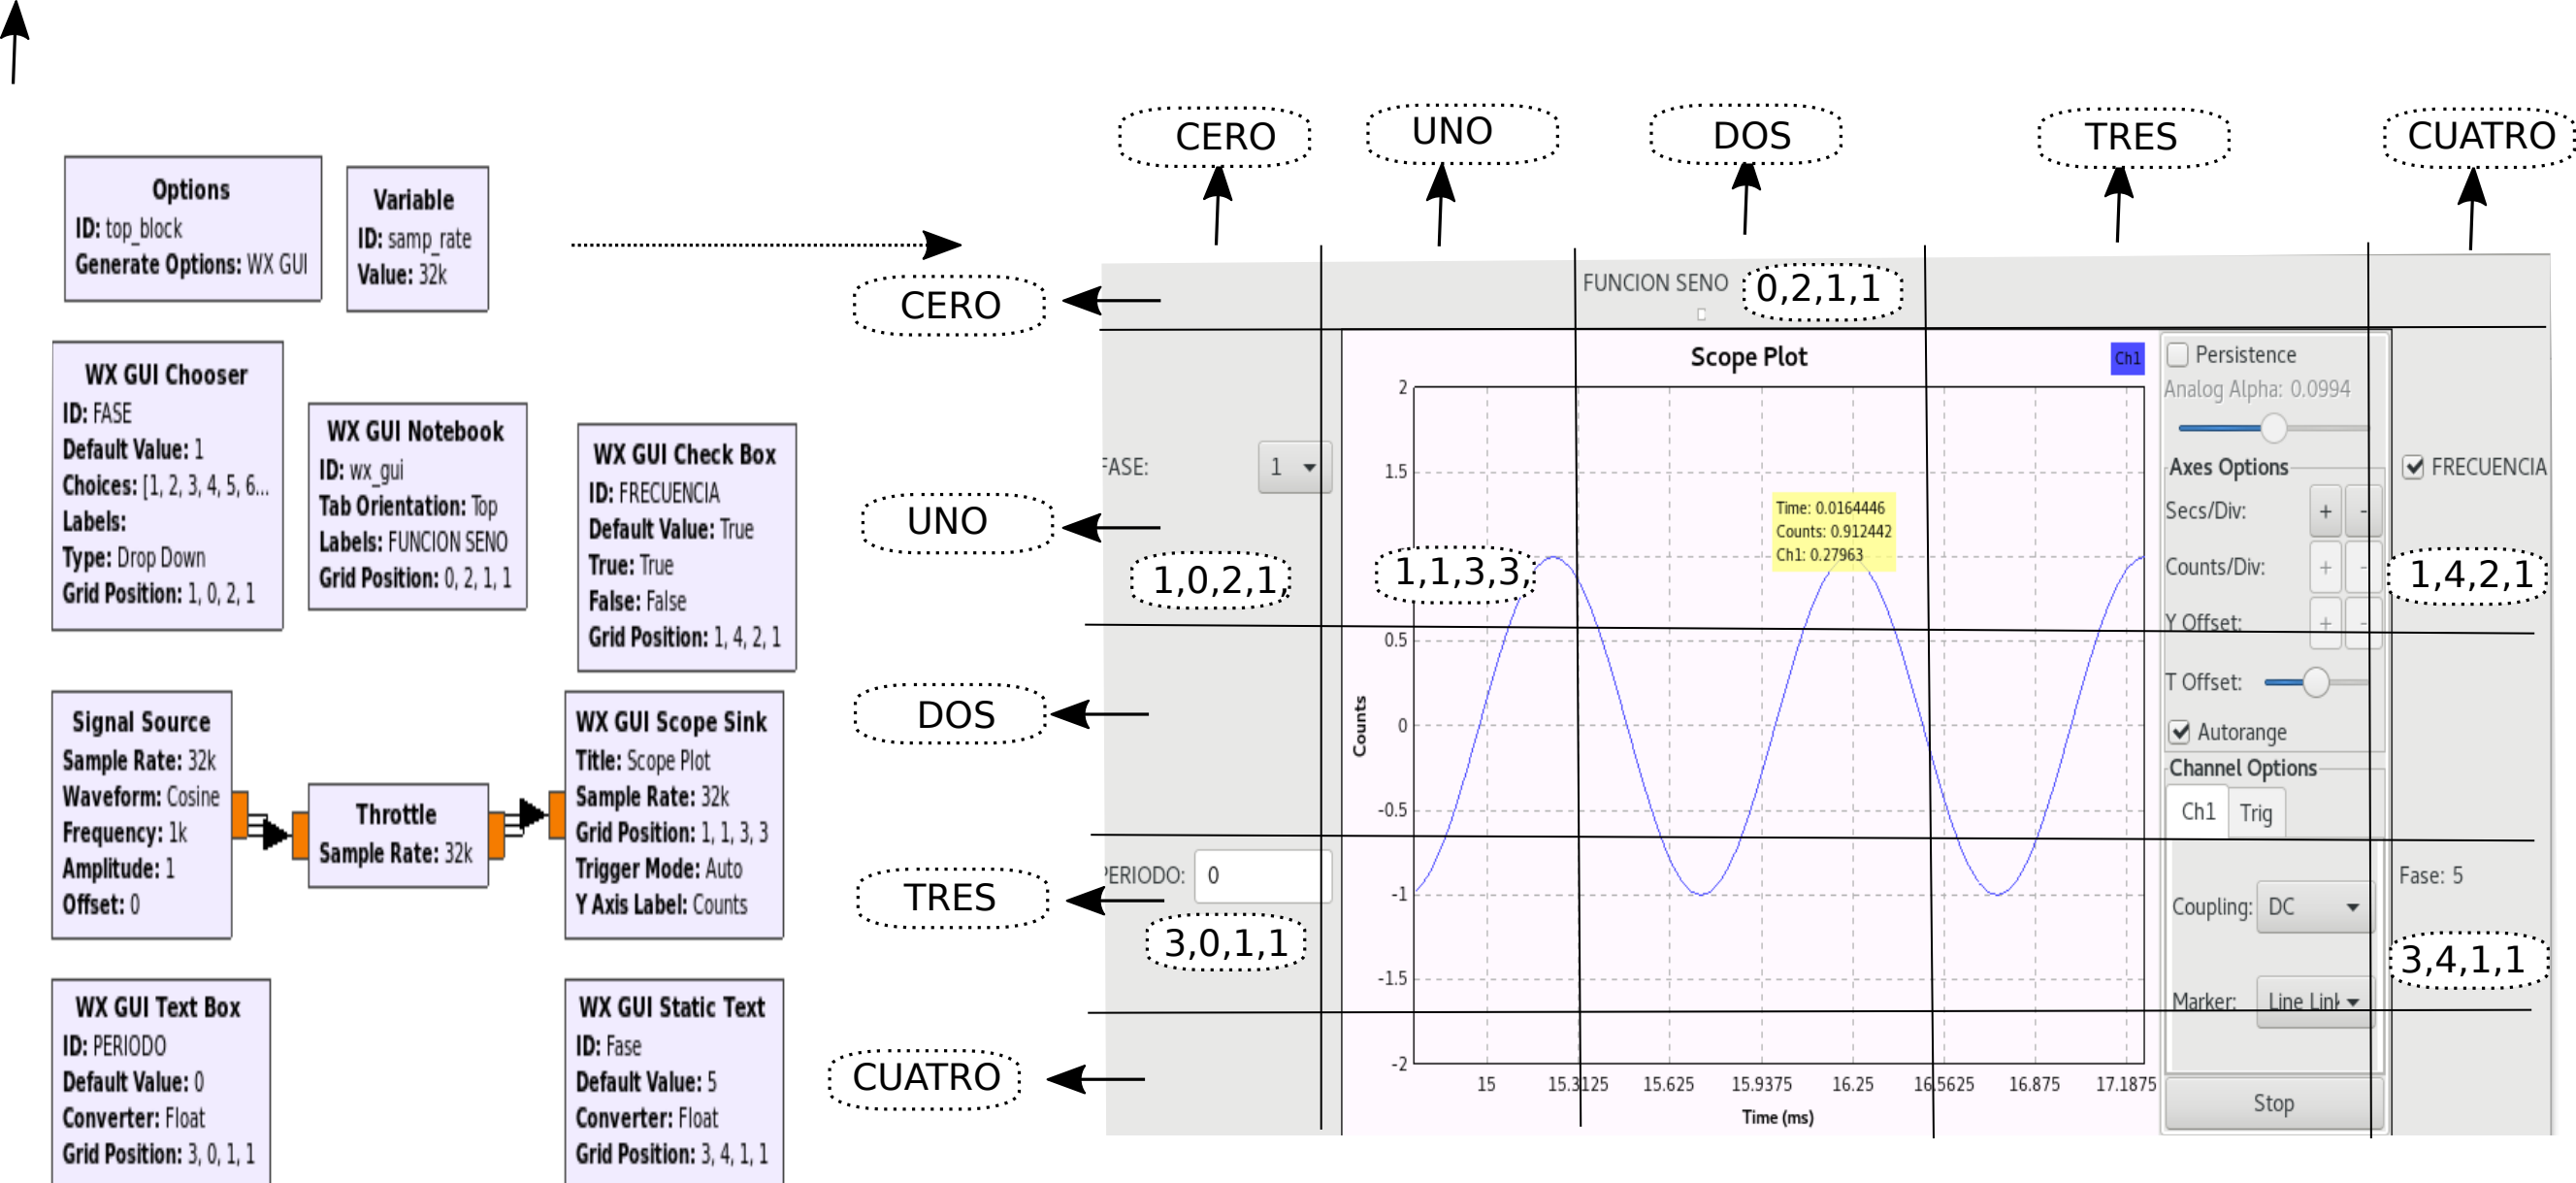 Options
ID: top_block
Generate Options: WX GUI
Variable
ID: samp_rate
Value: 32k
WX GUI Chooser
ID: FASE
Default Value: 1
Choices: [1, 2, 3, 4, 5, 6...
Labels:
Type: Drop Down
Grid Position: 1, 0, 2, 1
WX GUI Notebook
ID: wx_gui
Tab Orientation: Top
Labels: FUNCION SENO
Grid Position: 0, 2, 1, 1
WX GUI Check Box
ID: FRECUENCIA
Default Value: True
True: True
False: False
Grid Position: 1, 4, 2, 1
Signal Source
Sample Rate: 32k
Waveform: Cosine
Frequency: 1k
Amplitude: 1
Offset: 0
Throttle
Sample Rate: 32k
WX GUI Scope Sink
Title: Scope Plot
Sample Rate: 32k
Grid Position: 1, 1, 3, 3
Trigger Mode: Auto
Y Axis Label: Counts
WX GUI Text Box
ID: PERIODO
Default Value: 0
Converter: Float
Grid Position: 3, 0, 1, 1
WX GUI Static Text
ID: Fase
Default Value: 5
Converter: Float
Grid Position: 3, 4, 1, 1
CERO
UNO
DOS
TRES
CUATRO
CERO
UNO
DOS
TRES
CUATRO
FUNCION SENO
0,2,1,1
FASE:
1
1,0,2,1,
PERIODO:
0
3,0,1,1
Scope Plot
Ch1
1,1,3,3,
Time: 0.0164446
Counts: 0.912442
Ch1: 0.27963
2
1.5
0.5
0
-0.5
-1
-1.5
-2
Counts
15
15.3125
15.625
15.9375
16.25
16.5625
16.875
17.1875
Time (ms)
Persistence
Analog Alpha: 0.0994
Axes Options
Secs/Div:
+
-
Counts/Div:
+
-
Y Offset:
+
-
T Offset:
Autorange
Channel Options
Ch1
Trig
Coupling:
DC
Marker:
Line Link
Stop
FRECUENCIA
1,4,2,1
Fase: 5
3,4,1,1